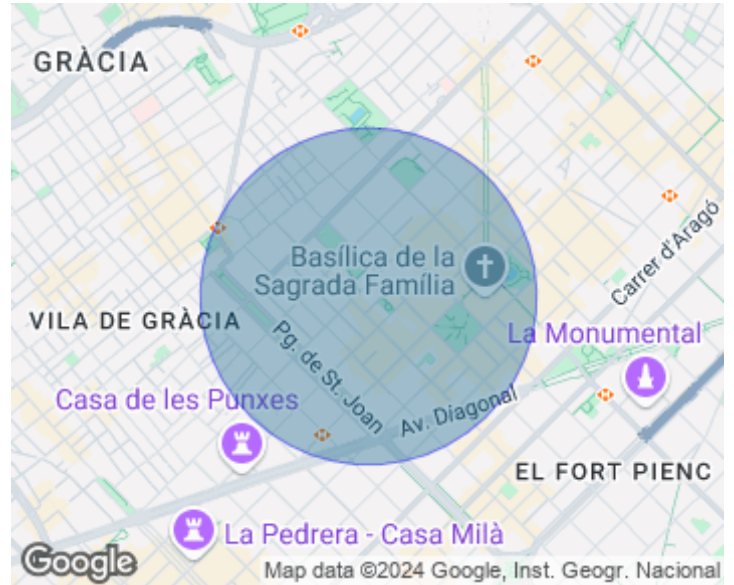 GRÀCIA
Basílica de la
Sagrada Família
Carrer d'Aragó
VILA DE GRÀCIA
Pg. de St. Joan
La Monumental
Casa de les Punxes
Av. Diagonal
EL FORT PIENC
La Pedrera - Casa Milà
Google
Map data ©2024 Google, Inst. Geogr. Nacional